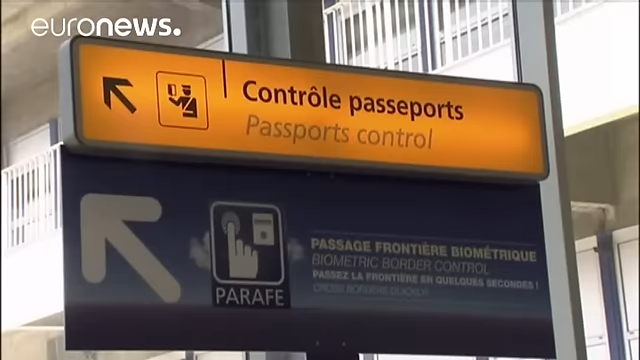 euronews.
Contrôle passeports
Passports control
PARAFE
PASSAGE FRONTIÈRE BIOMÉTRIQUE
BIOMETRIC BORDER CONTROL
PASSEZ LA FRONTIÈRE EN QUELQUES SECONDES !
CROSS BORDERS QUICKLY